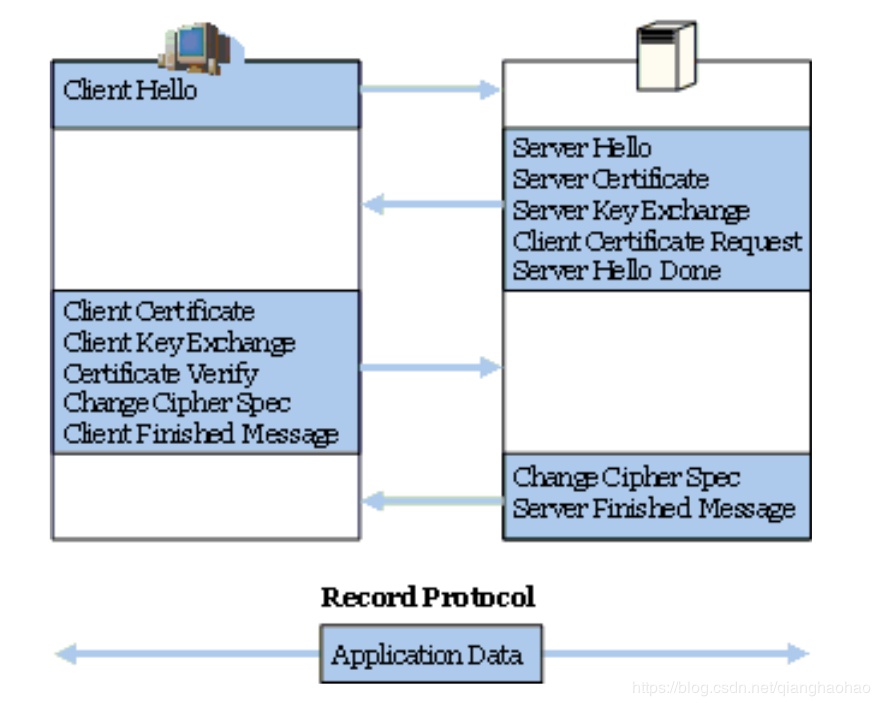 Client Hello
Server Hello
Server Certificate
Server Key Exchange
Client Certificate Request
Server Hello Done
Client Certificate
Client Key Exchange
Certificate Verify
Change Cipher Spec
Client Finished Message
Change Cipher Spec
Server Finished Message
Record Protocol
Application Data
https://blog.csdn.net/qianghaohao